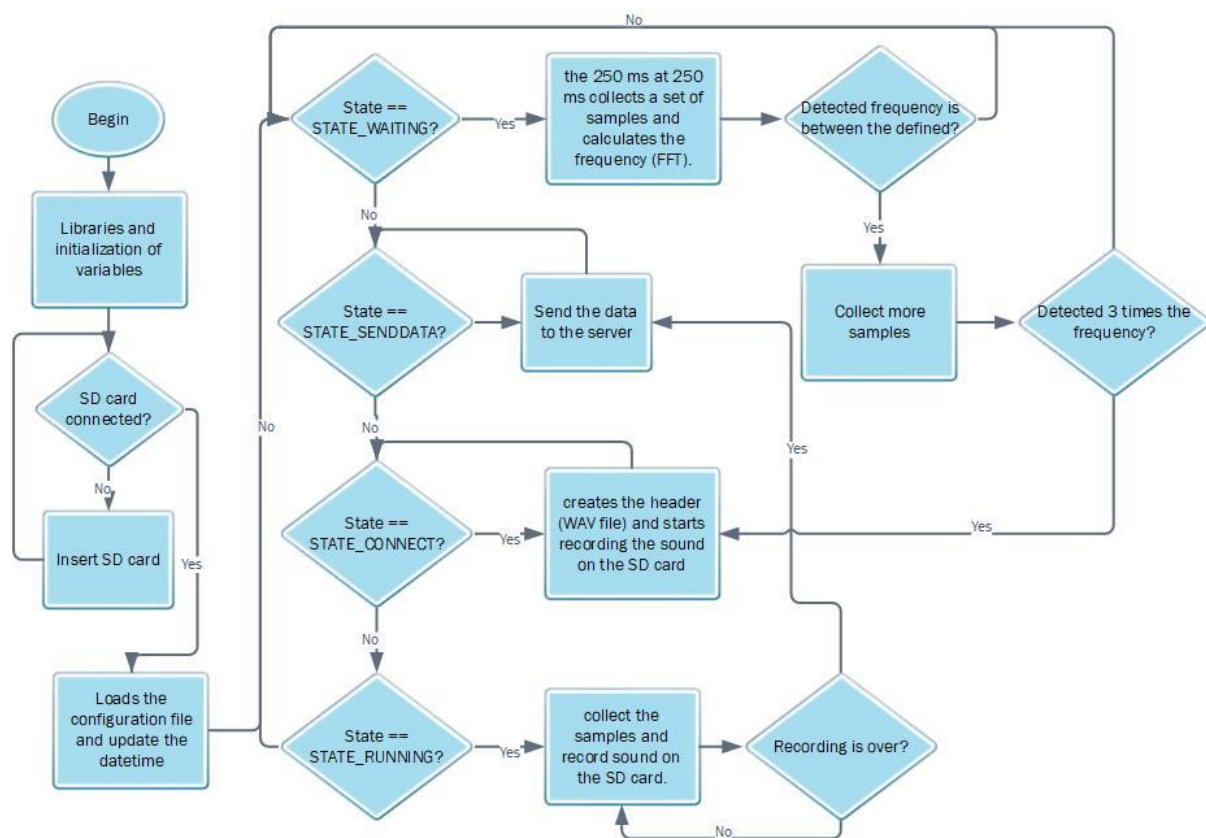 Begin
Libraries and
initialization of
variables
SD card
connected?
No
Insert SD card
Yes
Loads the
configuration file
and update the
datetime
No
State ==
STATE_WAITING?
Yes
the 250 ms at 250
ms collects a set of
samples and
calculates the
frequency (FFT).
Detected frequency is
between the defined?
No
Yes
Collect more
samples
Detected 3 times the
frequency?
Yes
No
State ==
STATE_SENDDATA?
Send the data
to the server
No
State ==
STATE_CONNECT?
Yes
creates the header
(WAV file) and starts
recording the sound
on the SD card
No
State ==
STATE_RUNNING?
Yes
collect the
samples and
record sound on
the SD card.
Recording is over?
Yes
No